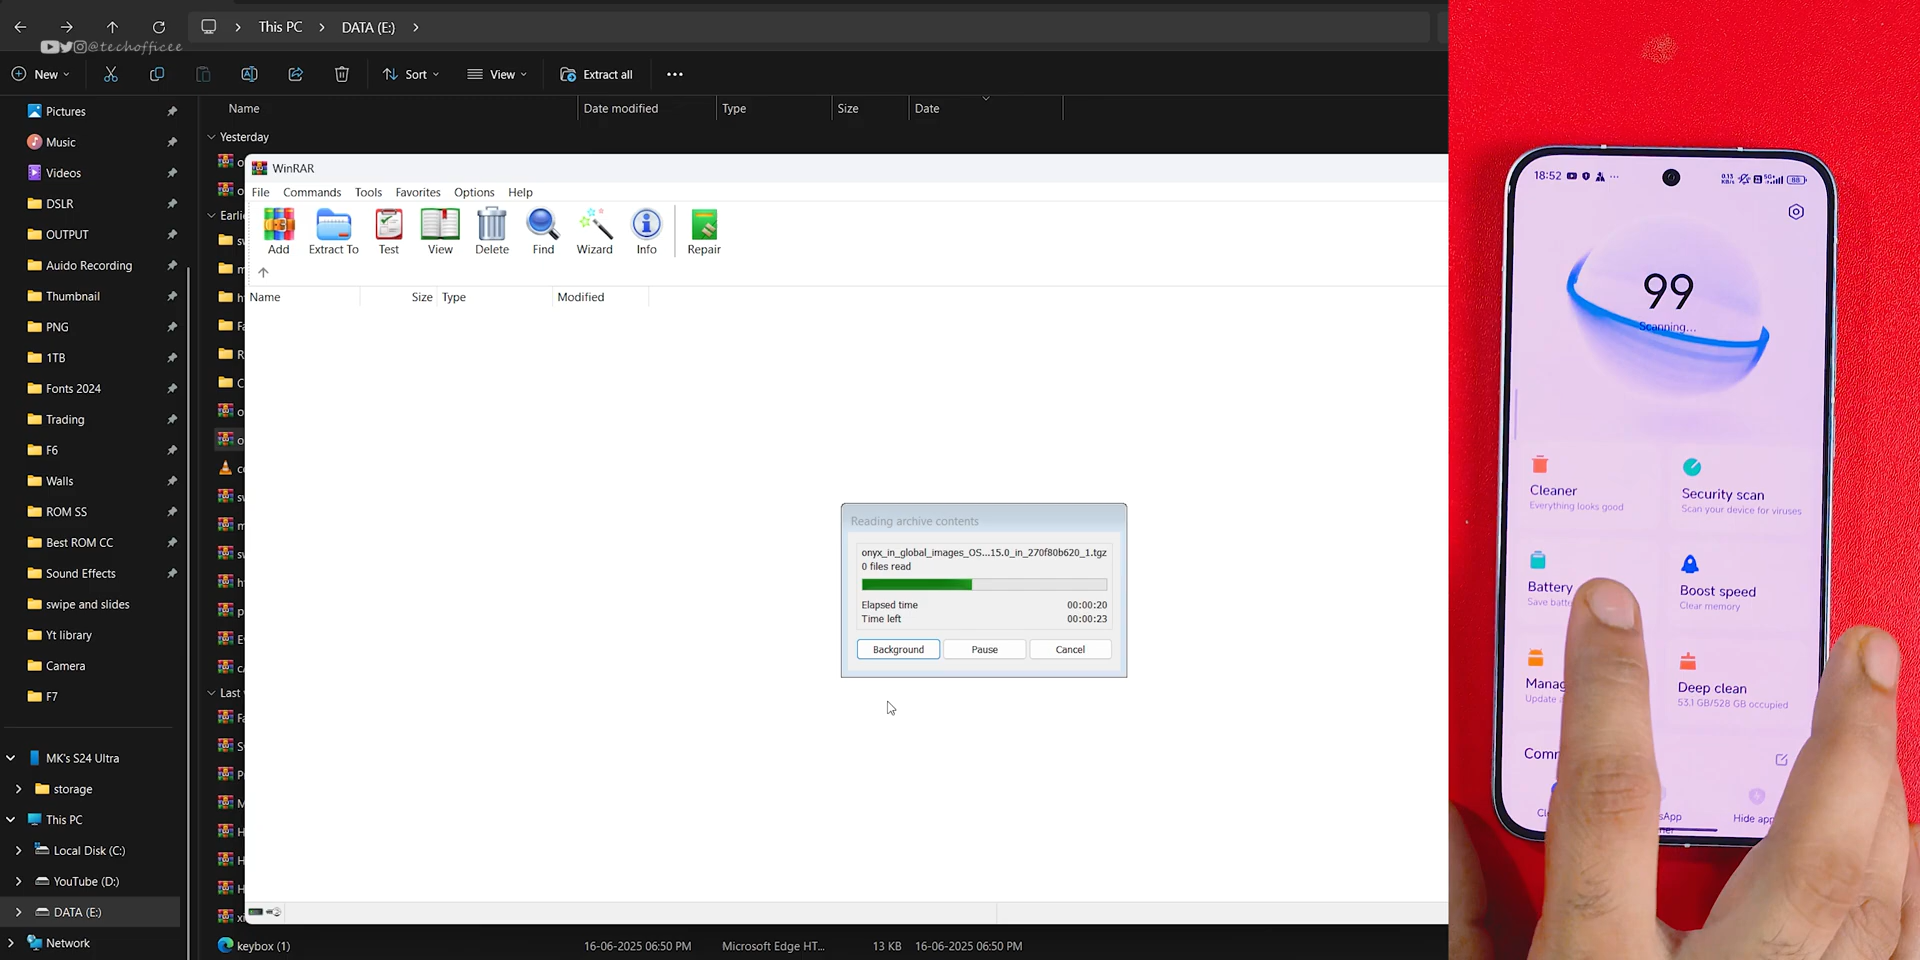 This PC
DATA (E:)
@techofficee
New
Sort
View
Extract all
Name
Date modified
Type
Size
Date
Pictures
Music
Videos
DSLR
OUTPUT
Auido Recording
Thumbnail
PNG
1TB
Fonts 2024
Trading
F6
Walls
ROM SS
Best ROM CC
Sound Effects
swipe and slides
Yt library
Camera
F7
MK's S24 Ultra
storage
This PC
Local Disk (C:)
YouTube (D:)
DATA (E:)
Network
Yesterday
WinRAR
File Commands Tools Favorites Options Help
Add
Extract To
Test
View
Delete
Find
Wizard
Info
Repair
Name
Size
Type
Modified
Reading archive contents
onyx_in_global_images_OS...15.0_in_270f80b620_1.tgz
0 files read
Elapsed time 00:00:20
Time left 00:00:23
Background
Pause
Cancel
keybox (1)
16-06-2025 06:50 PM
Microsoft Edge HT...
13 KB
16-06-2025 06:50 PM
18:52
88
99
Scanning...
Cleaner
Everything looks good
Security scan
Scan your device for viruses
Battery
Boost speed
Clear memory
Deep clean
53.1 GB/528 GB occupied